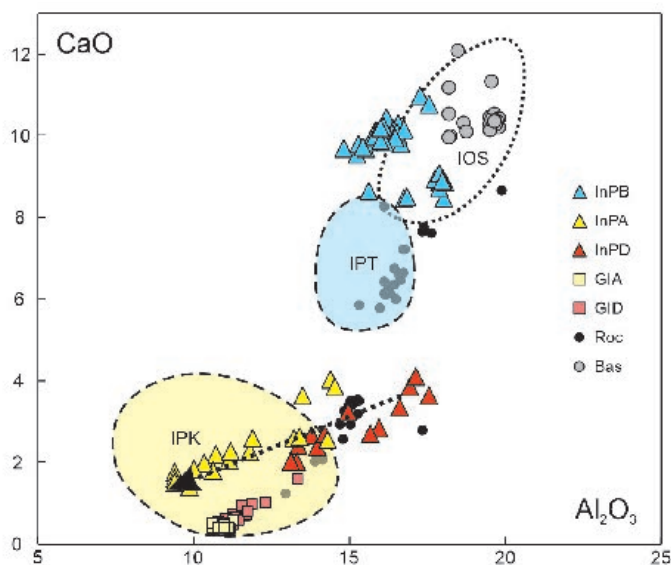 CaO
12
10
8
6
4
2
0
IOS
IPT
IPK
InPB
InPA
InPD
GIA
GID
Roc
Bas
Al₂O₃
5
10
15
20
25